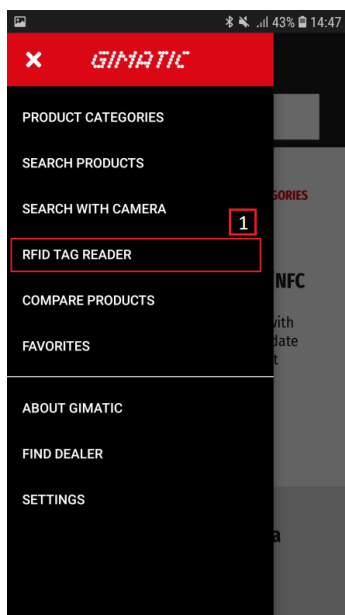 43% 14:47
GIMATIC
PRODUCT CATEGORIES
SEARCH PRODUCTS
SEARCH WITH CAMERA
GORIES
1
RFID TAG READER
NFC
COMPARE PRODUCTS
with
date
t
FAVORITES
ABOUT GIMATIC
FIND DEALER
SETTINGS
a